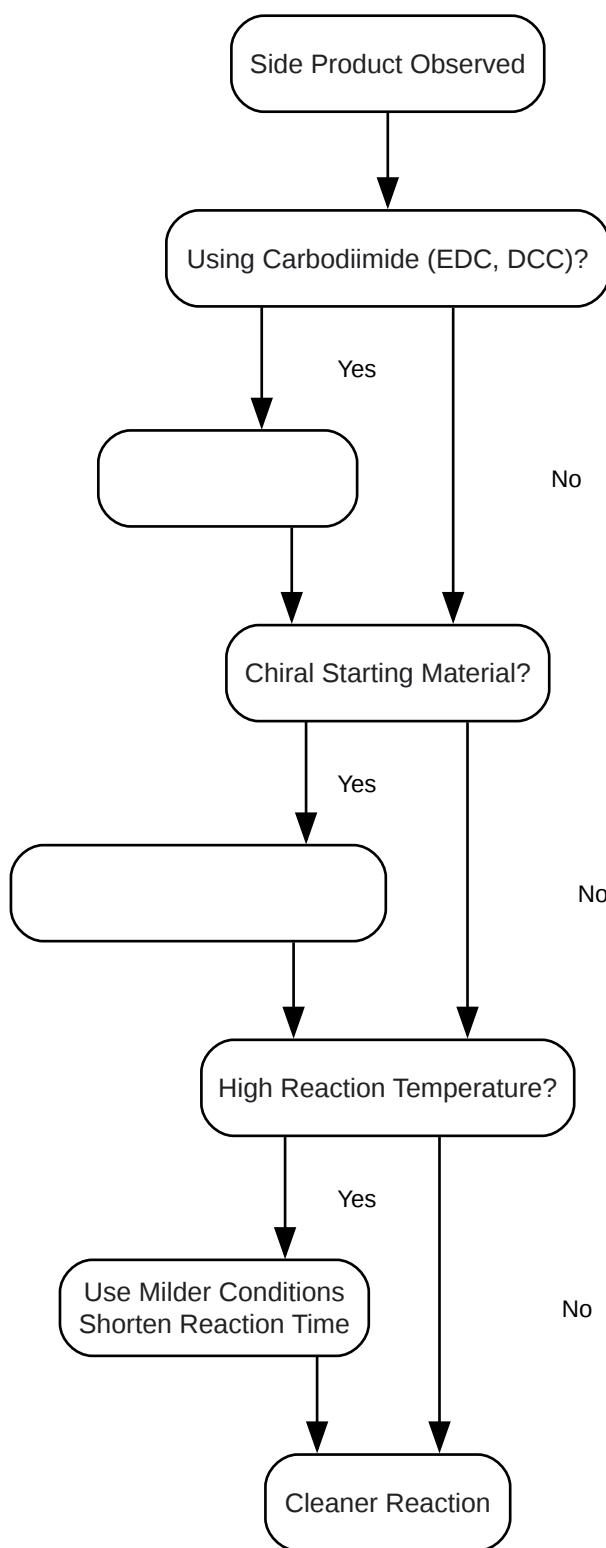 Side Product Observed
Using Carbodiimide (EDC, DCC)?
Yes
No
Chiral Starting Material?
Yes
No
High Reaction Temperature?
Yes
Use Milder Conditions
Shorten Reaction Time
No
Cleaner Reaction